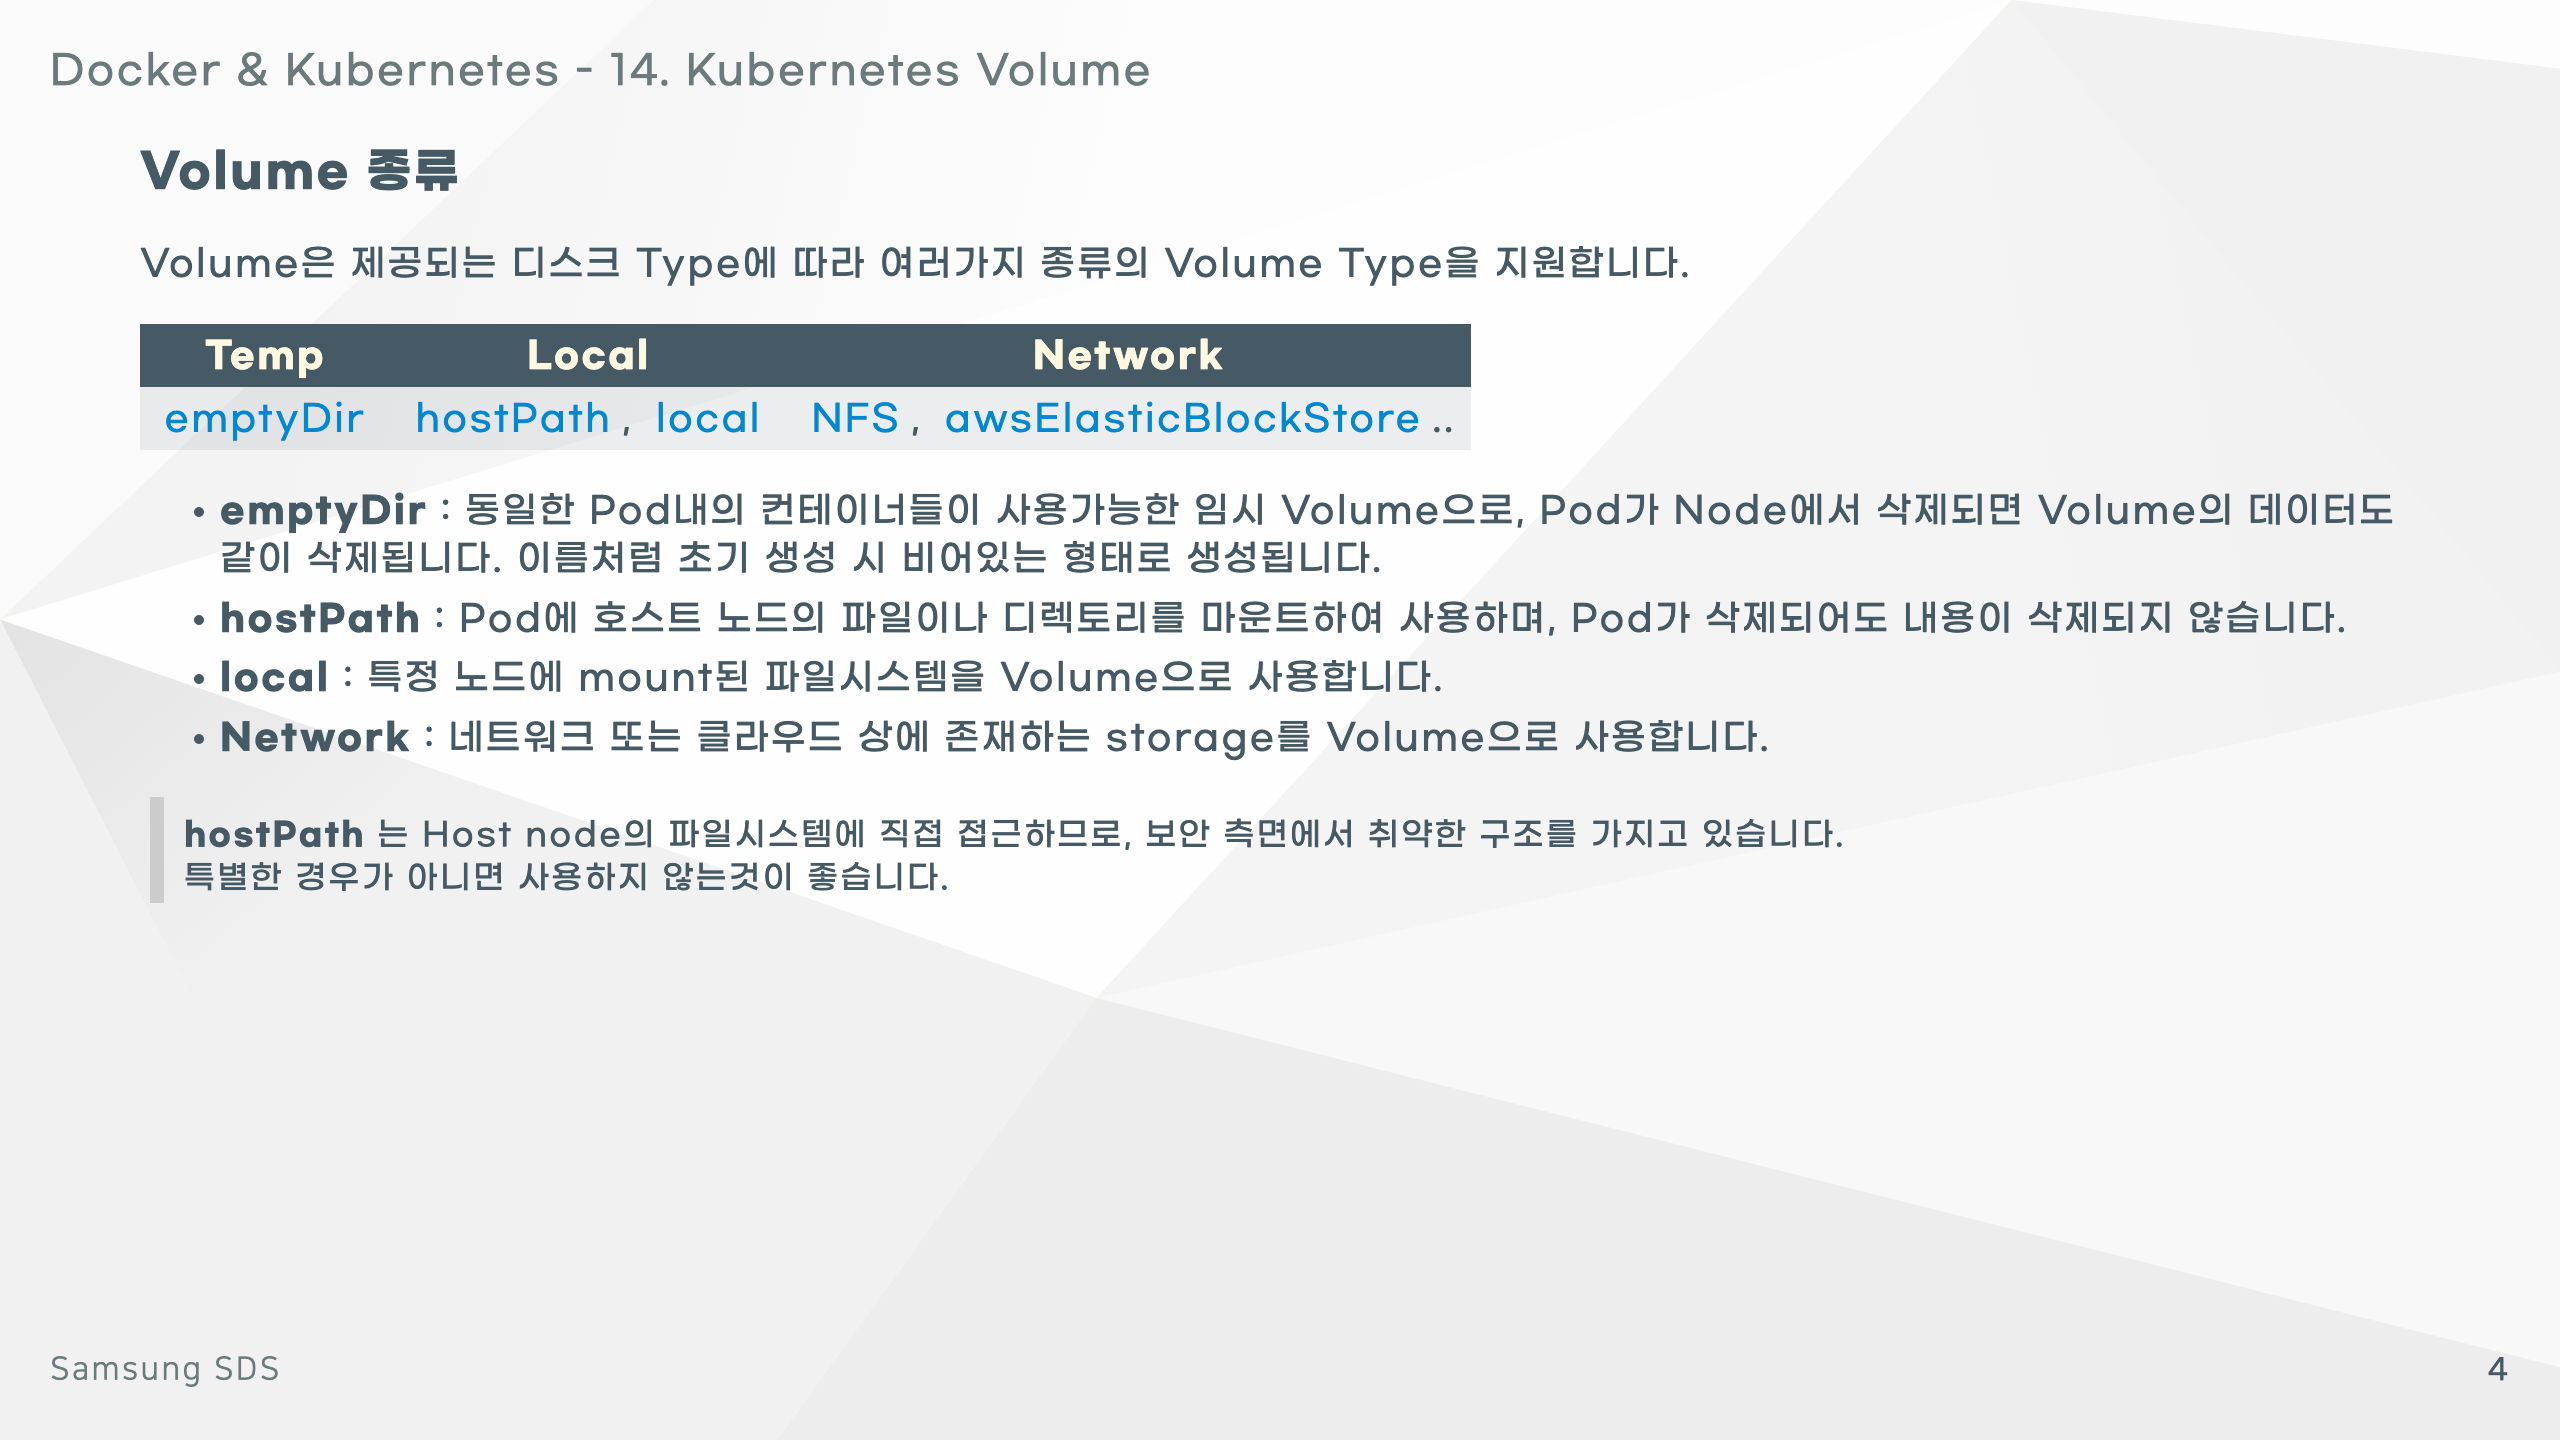 Docker & Kubernetes - 14. Kubernetes Volume
Volume 종류
Volume은 제공되는 디스크 Type에 따라 여러가지 종류의 Volume Type을 지원합니다.
Temp Local Network
emptyDir hostPath , local NFS , awsElasticBlockStore ..
• emptyDir : 동일한 Pod내의 컨테이너들이 사용가능한 임시 Volume으로, Pod가 Node에서 삭제되면 Volume의 데이터도
같이 삭제됩니다. 이름처럼 초기 생성 시 비어있는 형태로 생성됩니다.
• hostPath : Pod에 호스트 노드의 파일이나 디렉토리를 마운트하여 사용하며, Pod가 삭제되어도 내용이 삭제되지 않습니다.
• local : 특정 노드에 mount된 파일시스템을 Volume으로 사용합니다.
• Network : 네트워크 또는 클라우드 상에 존재하는 storage를 Volume으로 사용합니다.
hostPath 는 Host node의 파일시스템에 직접 접근하므로, 보안 측면에서 취약한 구조를 가지고 있습니다.
특별한 경우가 아니면 사용하지 않는것이 좋습니다.
Samsung SDS
4